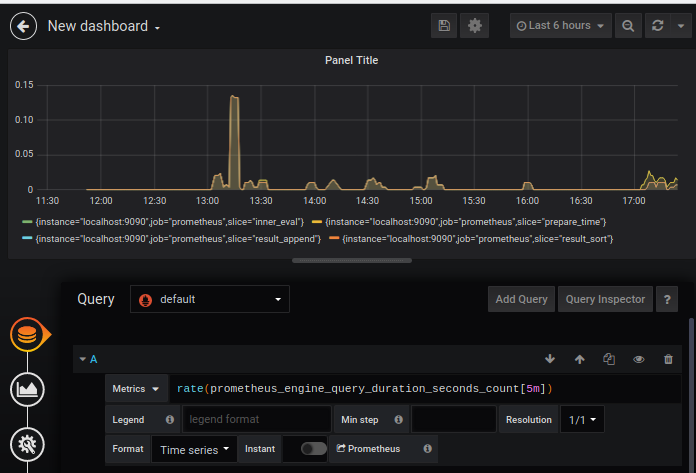 New dashboard
Last 6 hours
Panel Title
0.15
0.10
0.05
0
11:30 12:00 12:30 13:00 13:30 14:00 14:30 15:00 15:30 16:00 16:30 17:00
{instance="localhost:9090",job="prometheus",slice="inner_eval"} {instance="localhost:9090",job="prometheus",slice="prepare_time"}
{instance="localhost:9090",job="prometheus",slice="result_append"} {instance="localhost:9090",job="prometheus",slice="result_sort"}
Query default Add Query Query Inspector ?
A
Metrics rate(prometheus_engine_query_duration_seconds_count[5m])
Legend legend format Min step Resolution 1/1
Format Time series Instant Prometheus